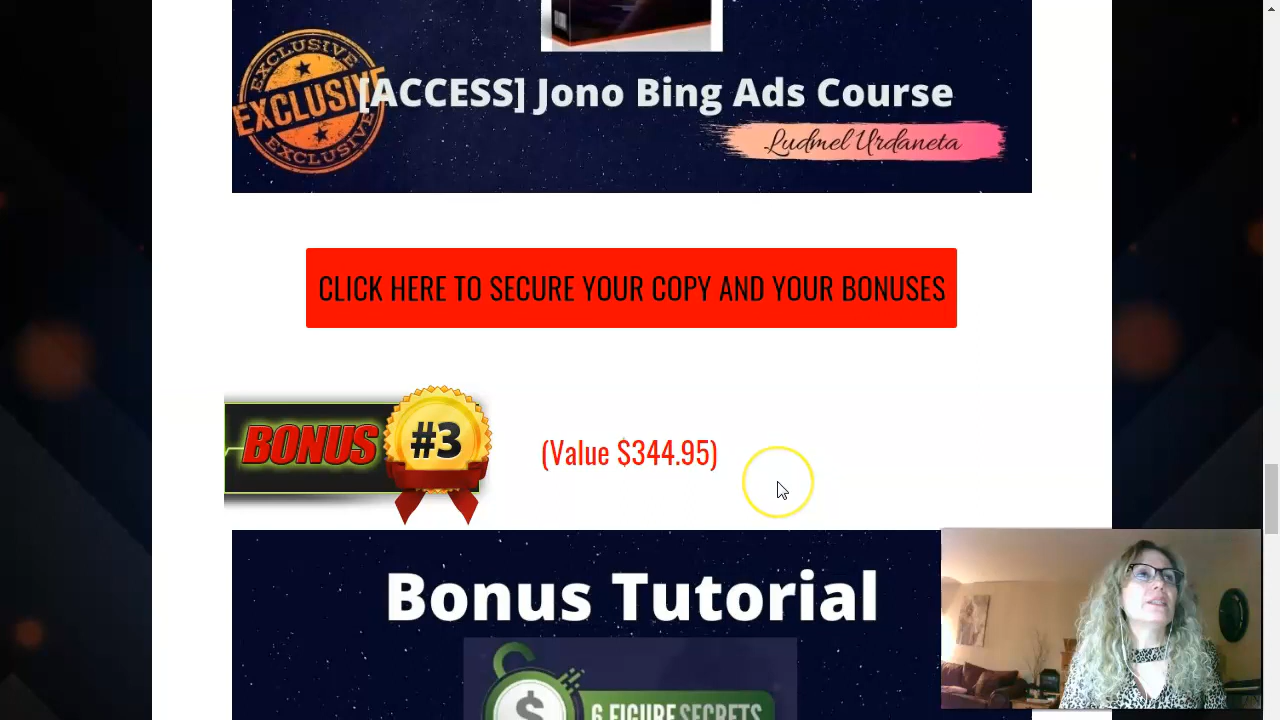 EXCLUSIVE
EXCLUSIVE
EXCLUSIVE
[ACCESS] Jono Bing Ads Course
Ludmel Urdaneta
CLICK HERE TO SECURE YOUR COPY AND YOUR BONUSES
BONUS #3
(Value $344.95)
Bonus Tutorial
$ 6 FIGURE SECRETS